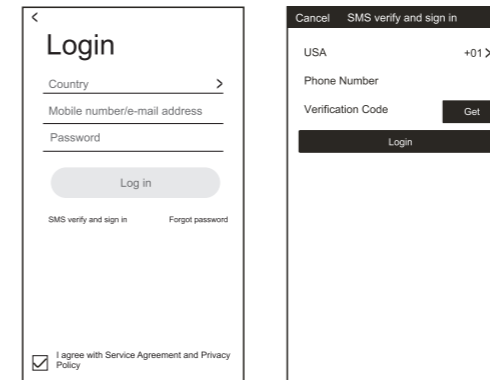 Login
Country
Mobile number/e-mail address
Password
Log in
SMS verify and sign in Forgot password
I agree with Service Agreement and Privacy
Policy
Cancel SMS verify and sign in
USA +01
Phone Number
Verification Code Get
Login